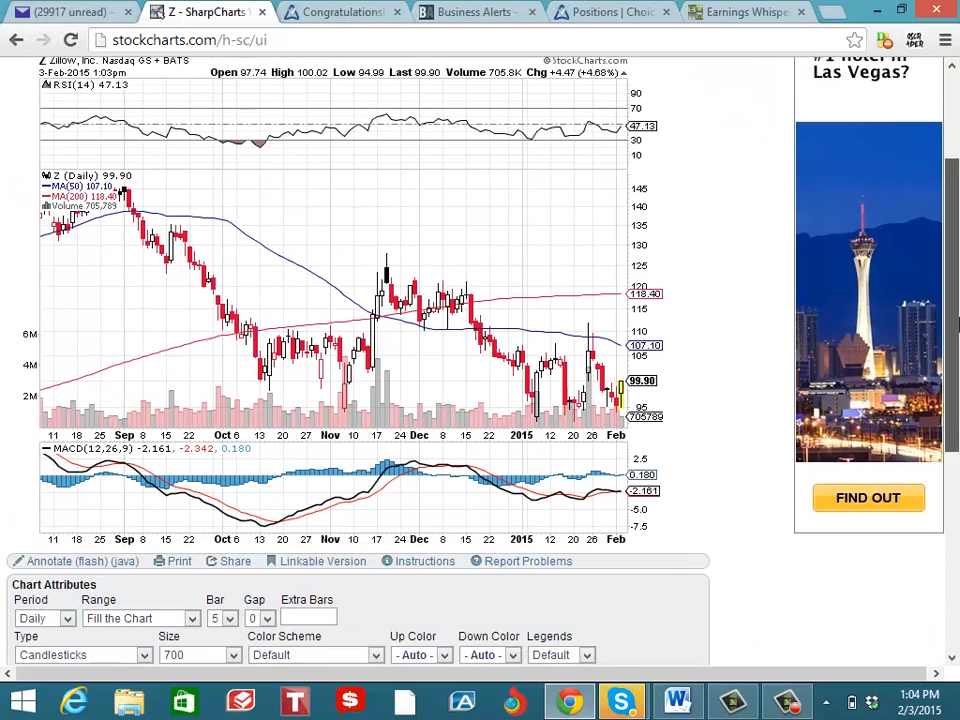 (29917 unread) -
Z - SharpCharts W
Congratulations
Business Alerts -
Positions | Choic
Earnings Whispe
stockcharts.com/h-sc/ui
Z Zillow, Inc. Nasdaq GS + BATS
© StockCharts.com
3-Feb-2015 1:03pm
Open 97.74 High 100.02 Low 94.99 Last 99.90 Volume 705.8K Chg +4.47 (+4.68%)
RSI(14) 47.13
90
70
47.13
30
10
Z (Daily) 99.90
MA(50) 107.10
MA(200) 118.40
Volume 705,789
145
140
135
130
125
120
118.40
115
110
107.10
105
99.90
95
705789
6M
4M
2M
11 18 25 Sep 8 15 22 Oct 6 13 20 27 Nov 10 17 24 Dec 8 15 22 2015 12 20 26 Feb
MACD(12,26,9) -2.161, -2.342, 0.180
2.5
0.180
-2.161
-5.0
-7.5
11 18 25 Sep 8 15 22 Oct 6 13 20 27 Nov 10 17 24 Dec 8 15 22 2015 12 20 26 Feb
Annotate (flash) (java) Print Share Linkable Version Instructions Report Problems
Chart Attributes
Period Range Bar Gap Extra Bars
Daily Fill the Chart 5 0
Type Size Color Scheme Up Color Down Color Legends
Candlesticks 700 Default - Auto - - Auto - Default
#1 hotel in
Las Vegas?
FIND OUT
1:04 PM
2/3/2015